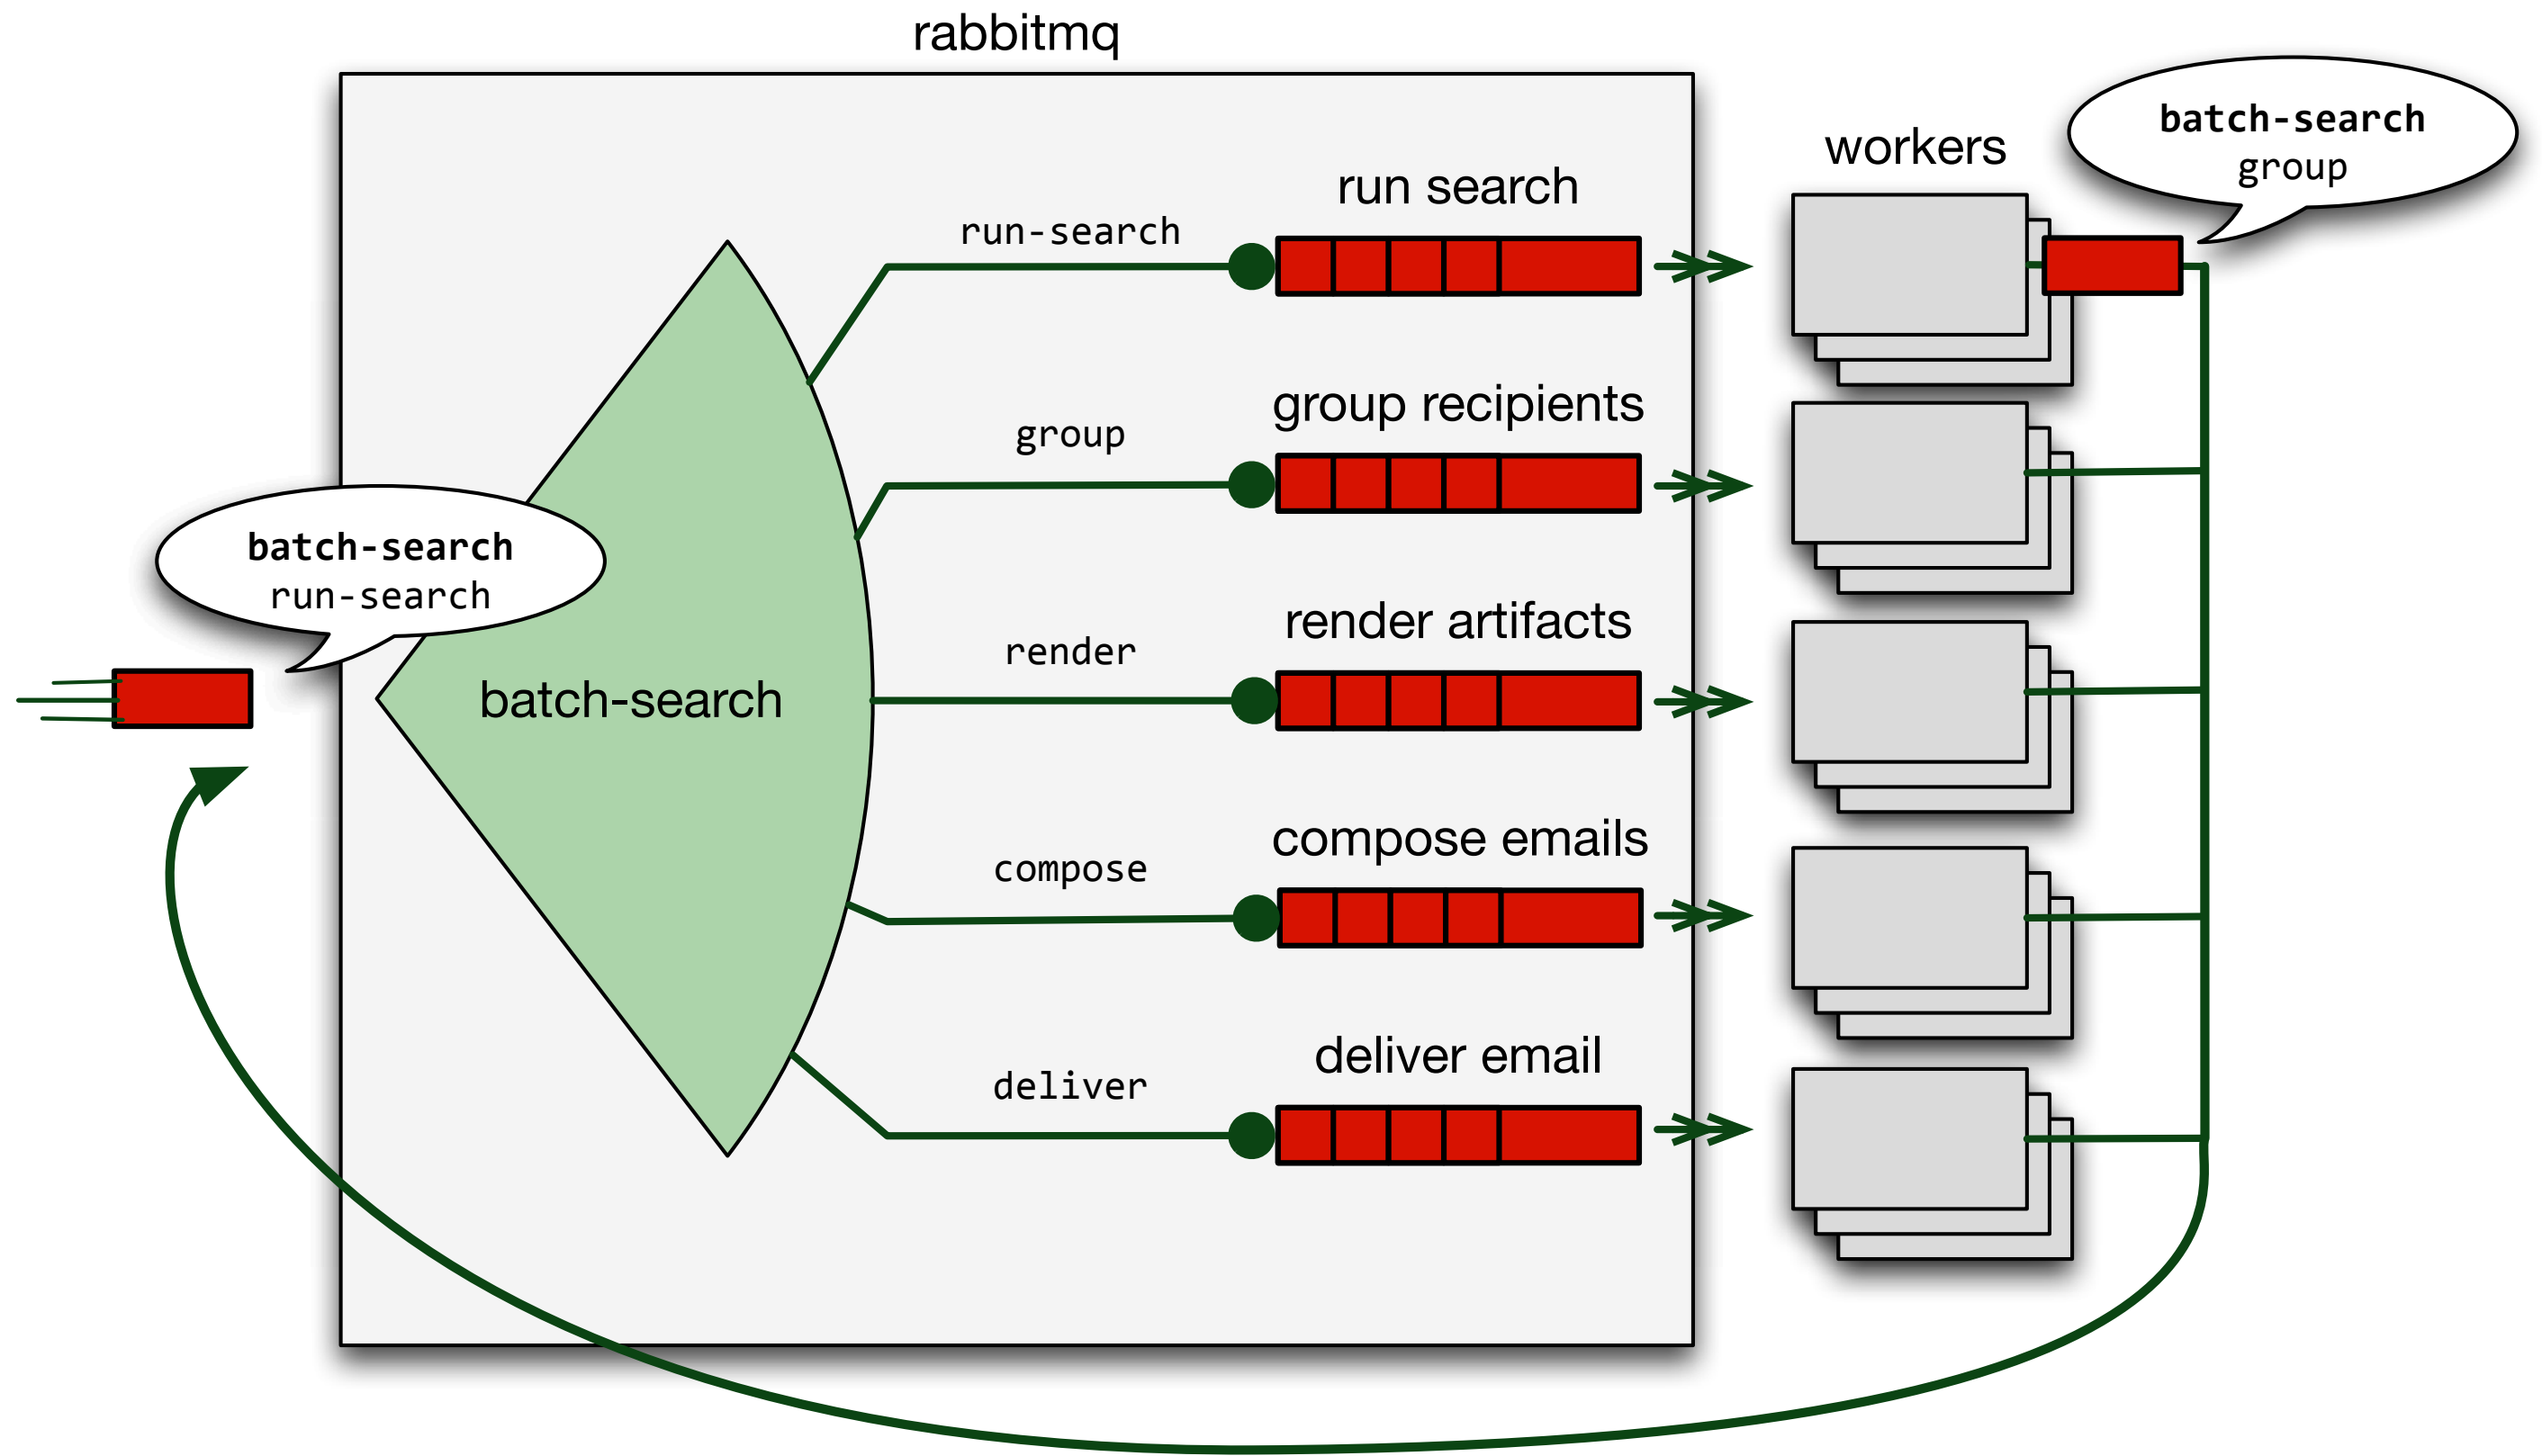 rabbitmq
workers
batch-search
group
run search
run-search
group recipients
group
batch-search
run-search
render artifacts
render
batch-search
compose emails
compose
deliver email
deliver